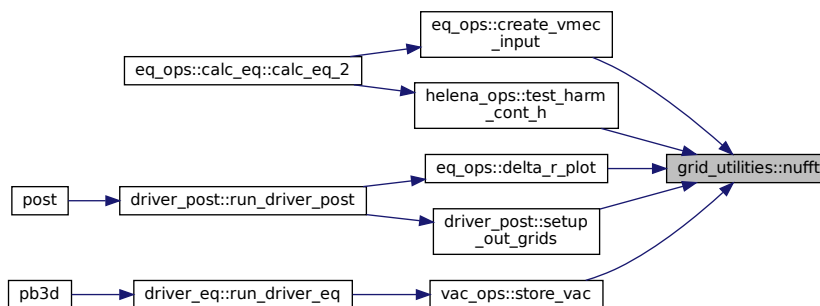 eq_ops::create_vmec
_input
eq_ops::calc_eq::calc_eq_2
helena_ops::test_harm
_cont_h
grid_utilities::nufft
eq_ops::delta_r_plot
post
driver_post::run_driver_post
driver_post::setup
_out_grids
pb3d
driver_eq::run_driver_eq
vac_ops::store_vac